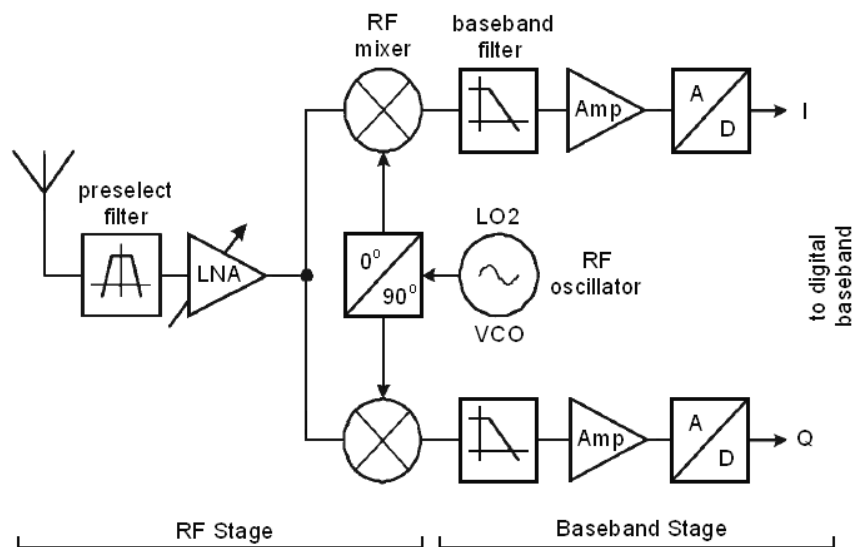 RF
mixer
baseband
filter
Amp
A
D
I
preselect
filter
LNA
0°
90°
LO2
VCO
RF
oscillator
to digital
baseband
Amp
A
D
Q
RF Stage
Baseband Stage